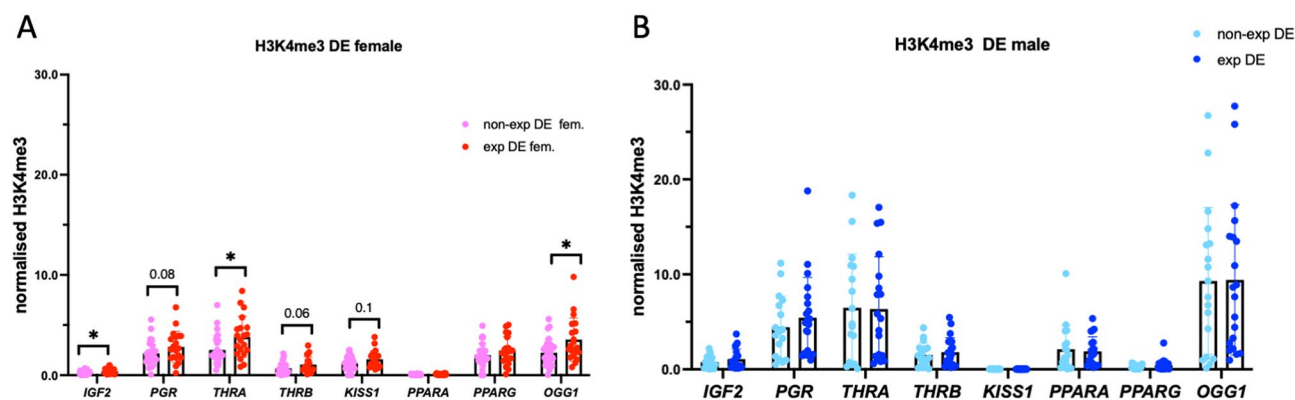 A
H3K4me3 DE female
normalised H3K4me3
30.0
20.0
10.0
0.0
non-exp DE fem.
exp DE fem.
*
0.08
*
0.06
0.1
*
IGF2 PGR THRA THRB KISS1 PPARA PPARG OGG1
B
H3K4me3 DE male
non-exp DE
exp DE
normalised H3K4me3
30.0
20.0
10.0
0.0
IGF2 PGR THRA THRB KISS1 PPARA PPARG OGG1